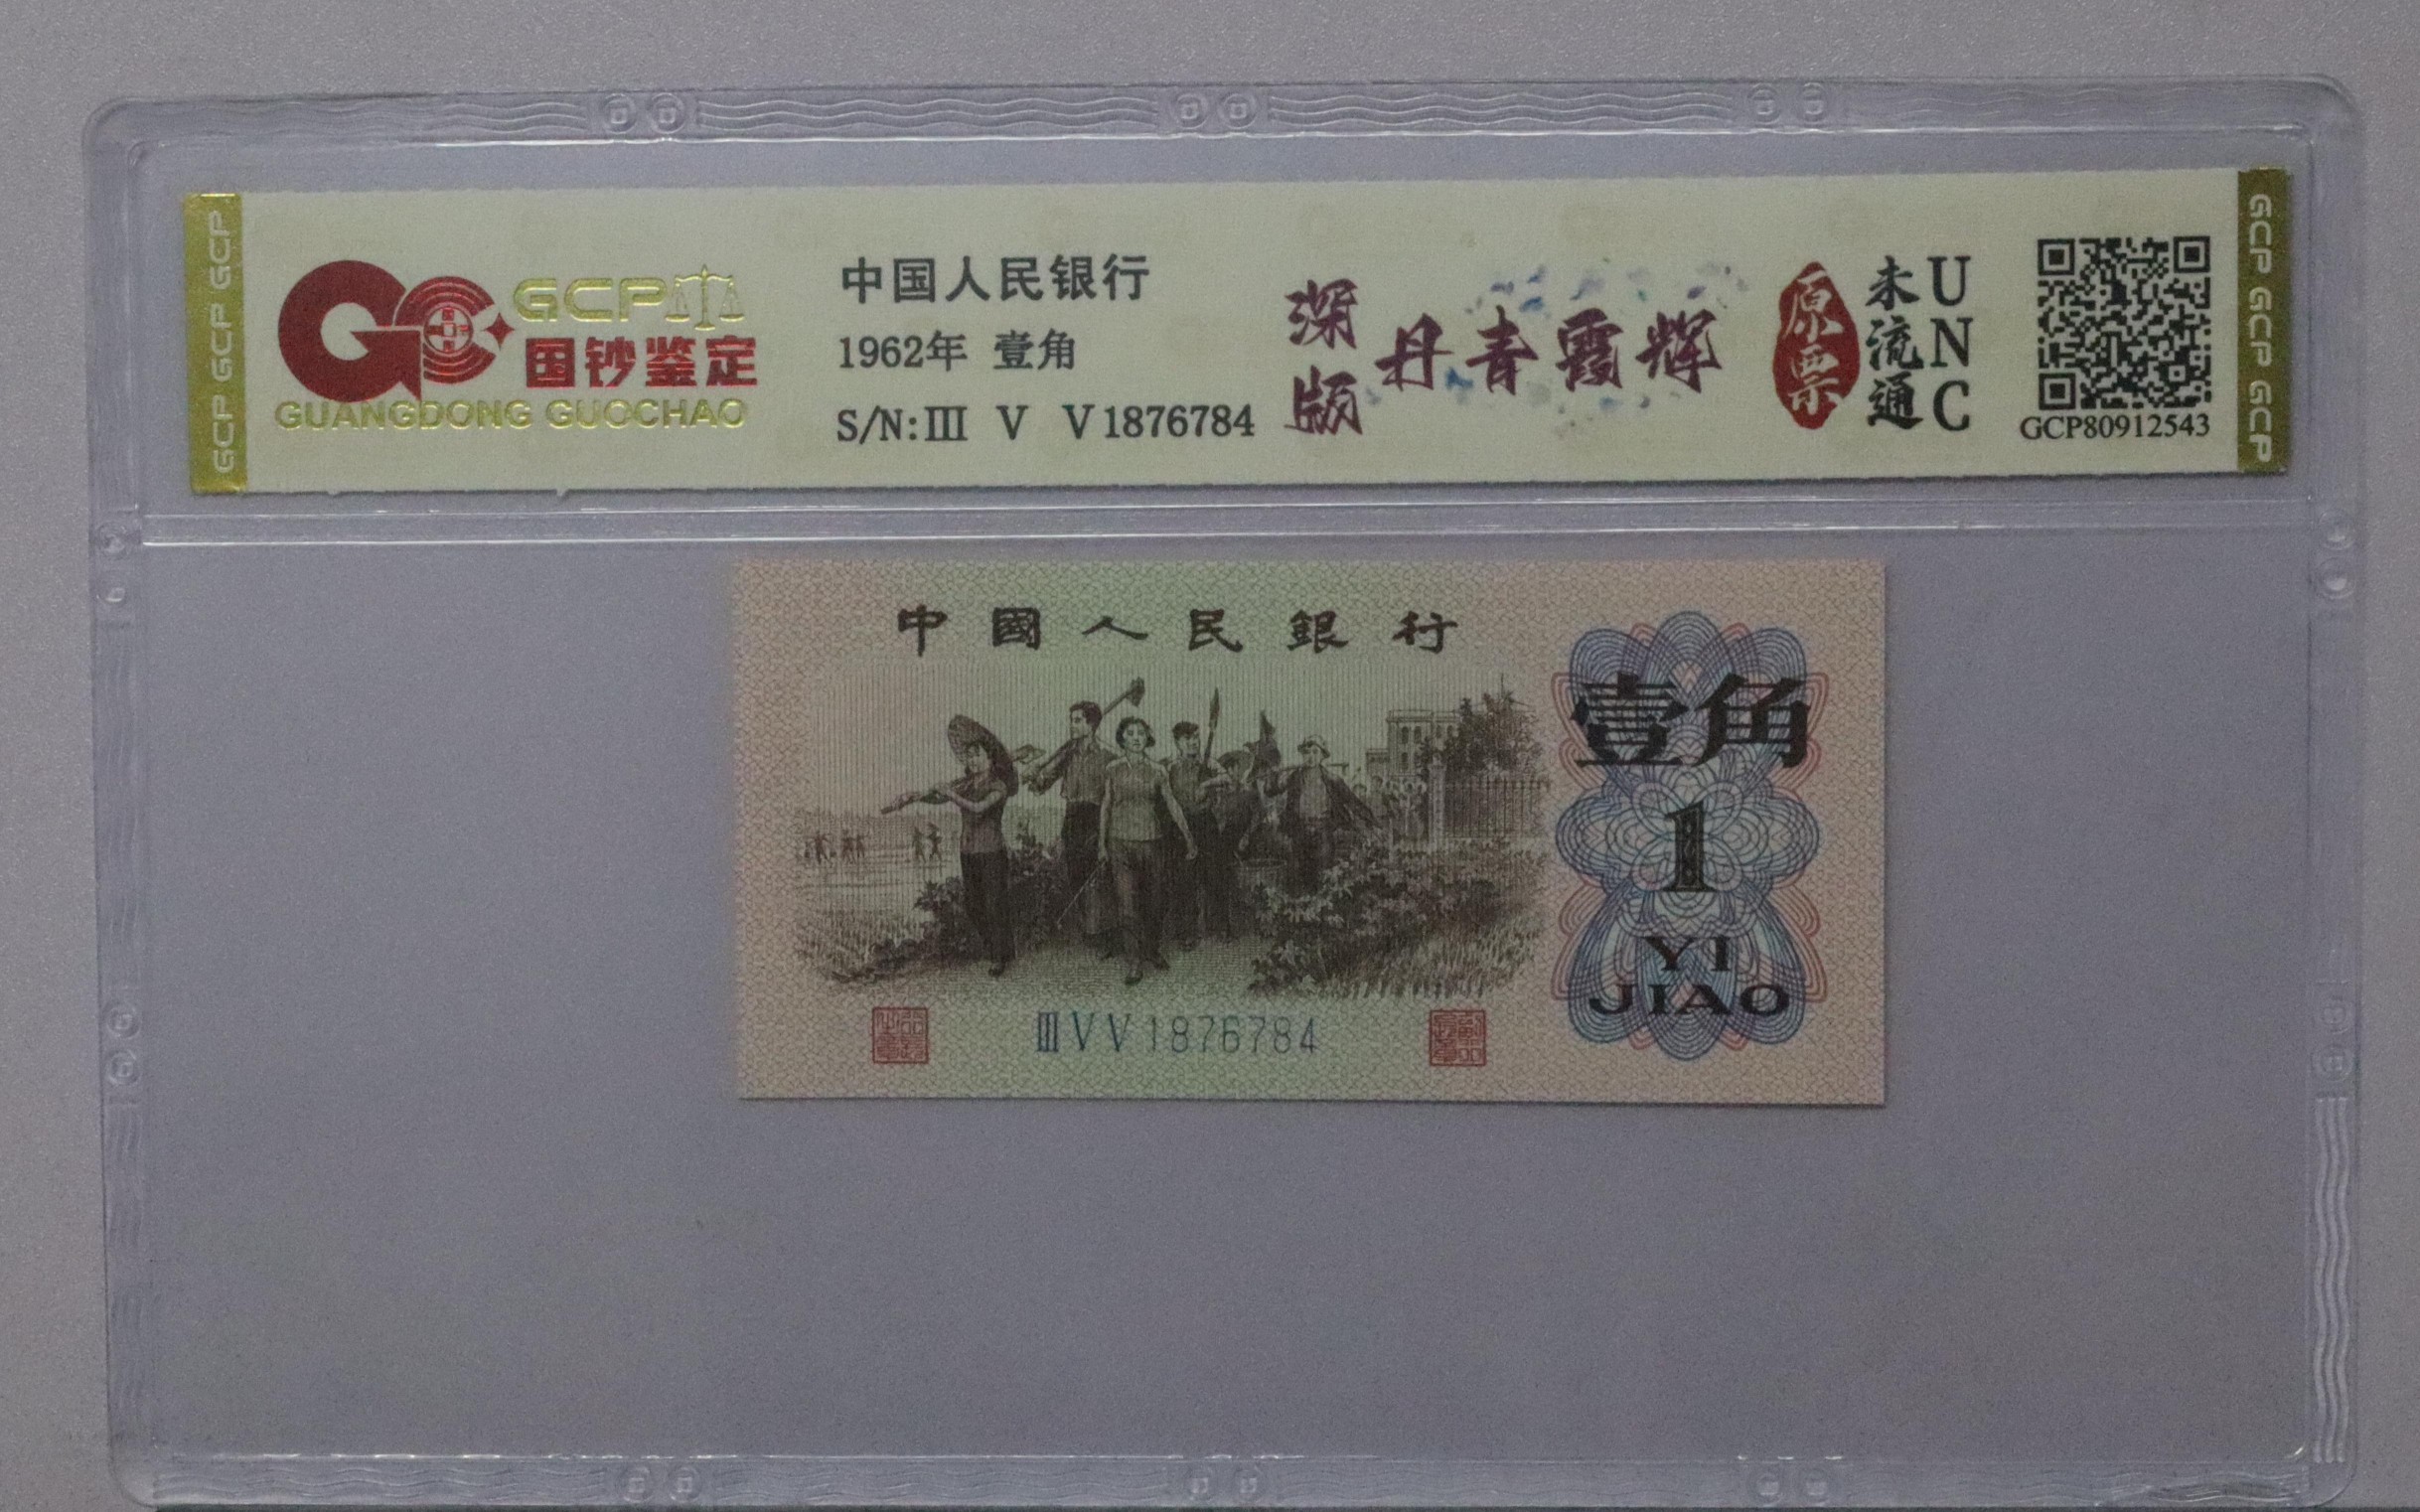 GCP GCP GCP
GCP
国钞鉴定
GUANGDONG GUOCHAO
中国人民银行
1962年 壹角
S/N:III V V1876784
深版
丹青霞辉
原票
未流通
UNC
GCP80912543
GCP GCP GCP
中國人民銀行
壹角
1
YI
JIAO
III V V 1876784